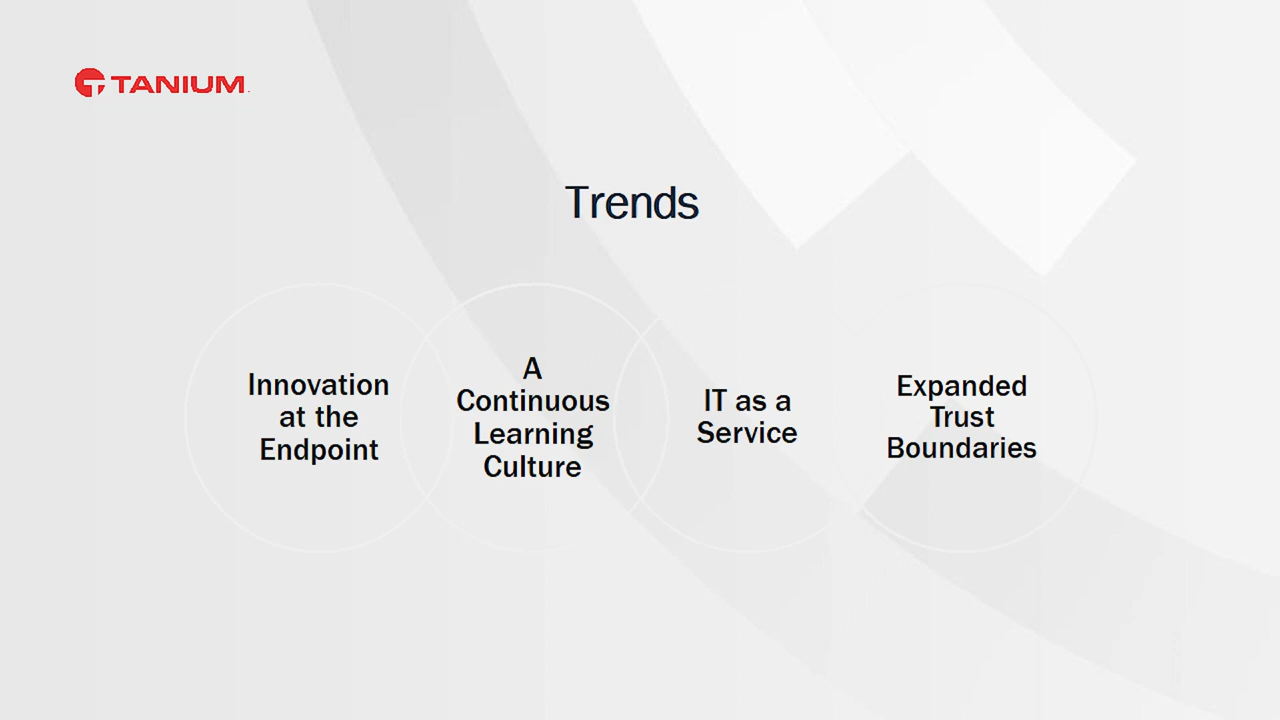 TANIUM
Trends
Innovation
at the
Endpoint
A
Continuous
Learning
Culture
IT as a
Service
Expanded
Trust
Boundaries